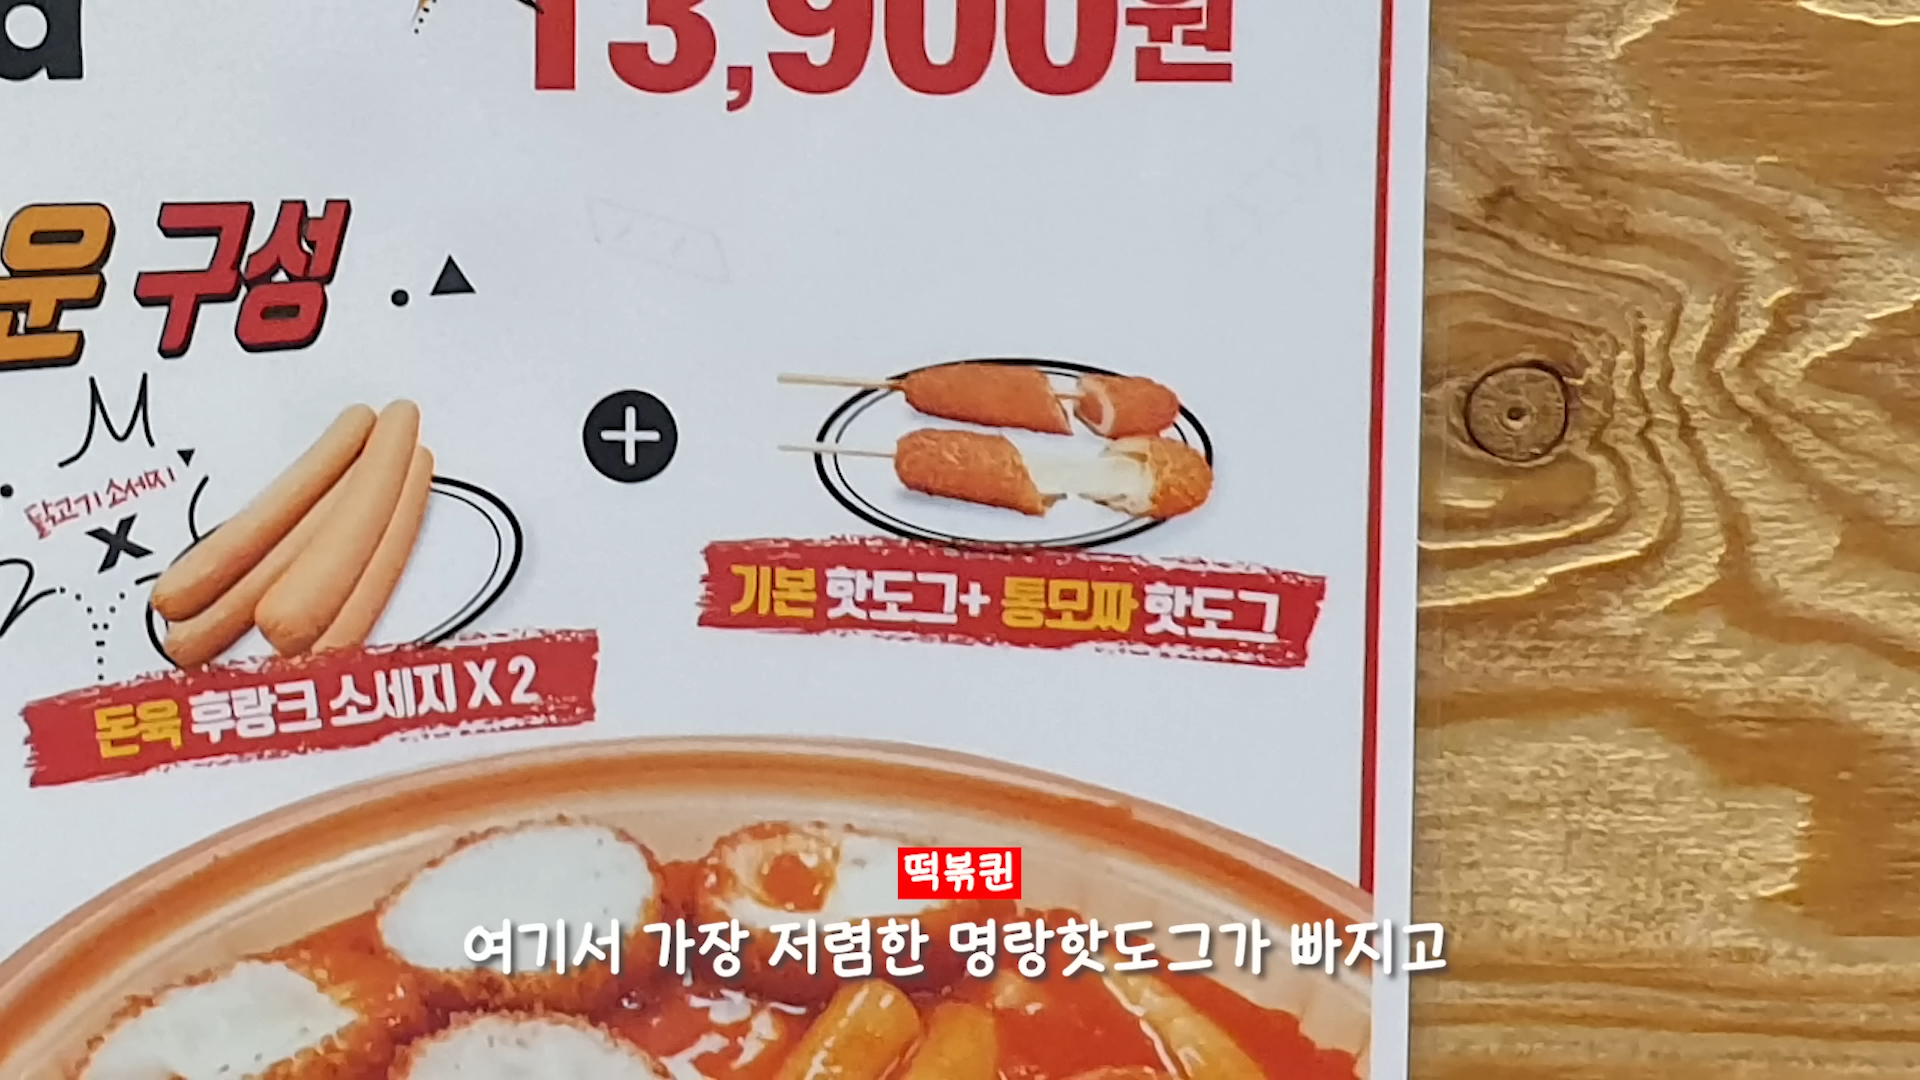 13,900원
운 구성
닭고기 소세지
X
기본 핫도그+ 통모짜 핫도그
돈육 후랑크 소세지 X 2
떡볶퀸
여기서 가장 저렴한 명랑핫도그가 빠지고